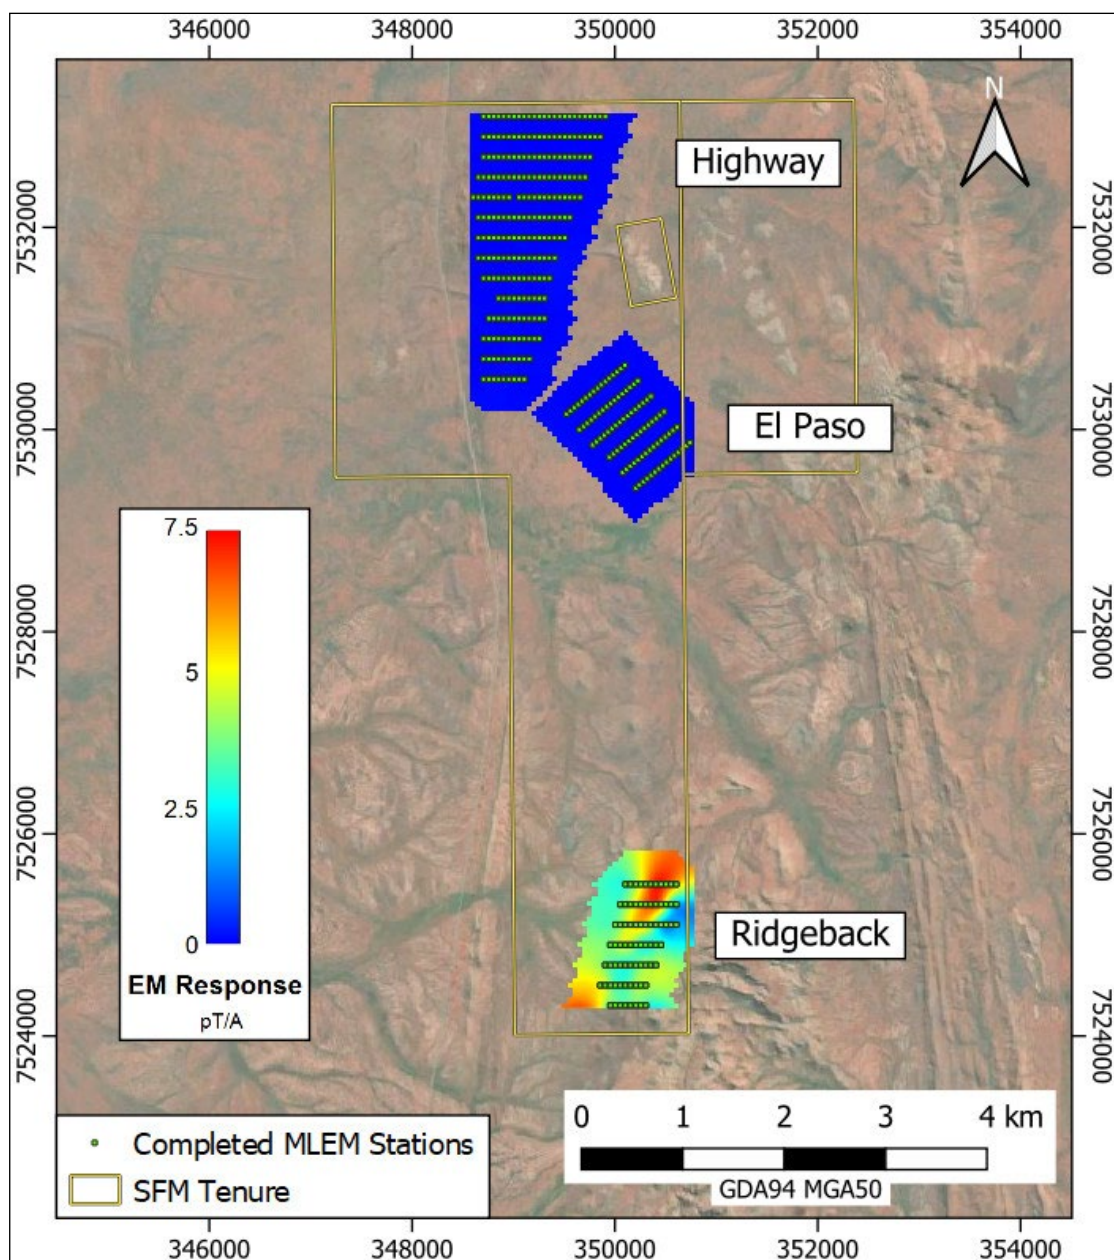 346000 348000 350000 352000 354000
N
Highway
7532000 7532000
El Paso
7530000 7530000
7.5
5
2.5
0
EM Response
pT/A
7528000 7528000
7526000 7526000
Ridgeback
7524000 7524000
0 1 2 3 4 km
GDA94 MGA50
Completed MLEM Stations
SFM Tenure
346000 348000 350000 352000 354000